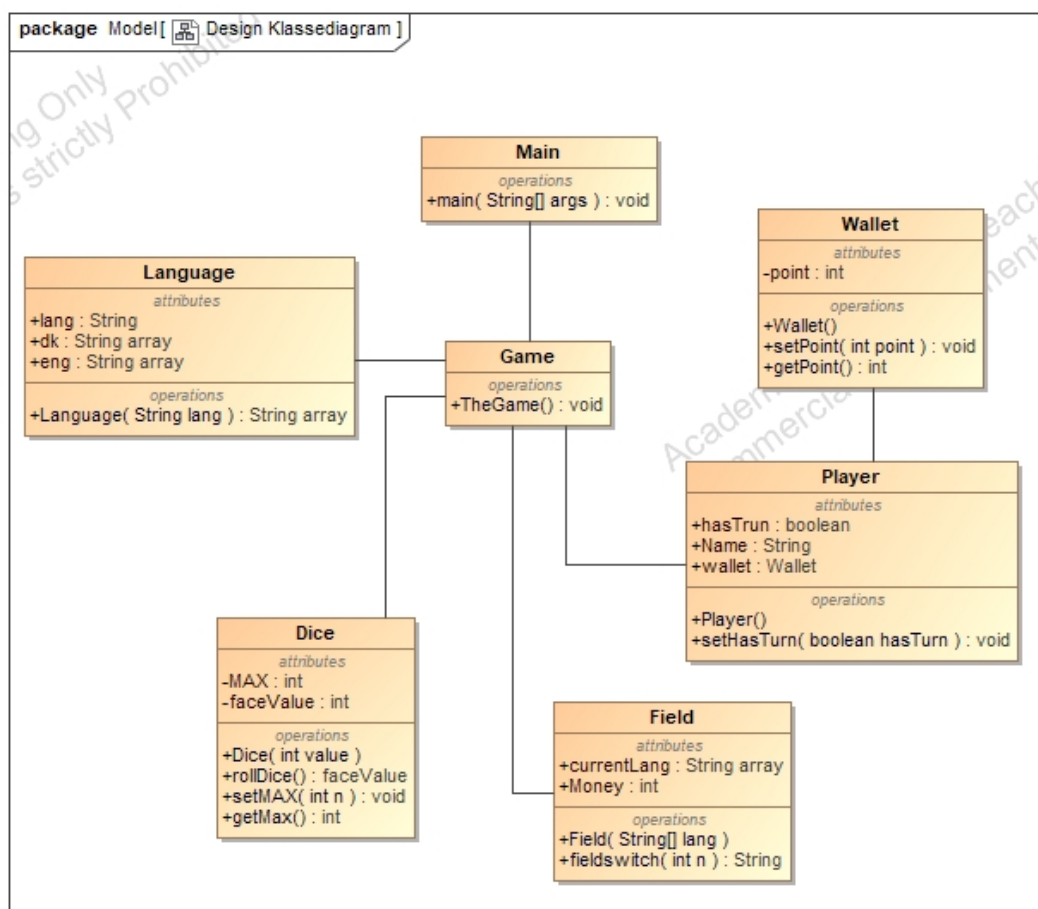 package Model[ Design Klassediagram ]
ng Only
s strictly Prohibited
Main
operations
+main( String[] args ) : void
Language
attributes
+lang : String
+dk : String array
+eng : String array
operations
+Language( String lang ) : String array
Game
operations
+TheGame() : void
Wallet
attributes
-point : int
operations
+Wallet()
+setPoint( int point ) : void
+getPoint() : int
Player
attributes
+hasTrun : boolean
+Name : String
+wallet : Wallet
operations
+Player()
+setHasTurn( boolean hasTurn ) : void
Dice
attributes
-MAX : int
-faceValue : int
operations
+Dice( int value )
+rollDice() : faceValue
+setMAX( int n ) : void
+getMax() : int
Field
attributes
+currentLang : String array
+Money : int
operations
+Field( String[] lang )
+fieldswitch( int n ) : String